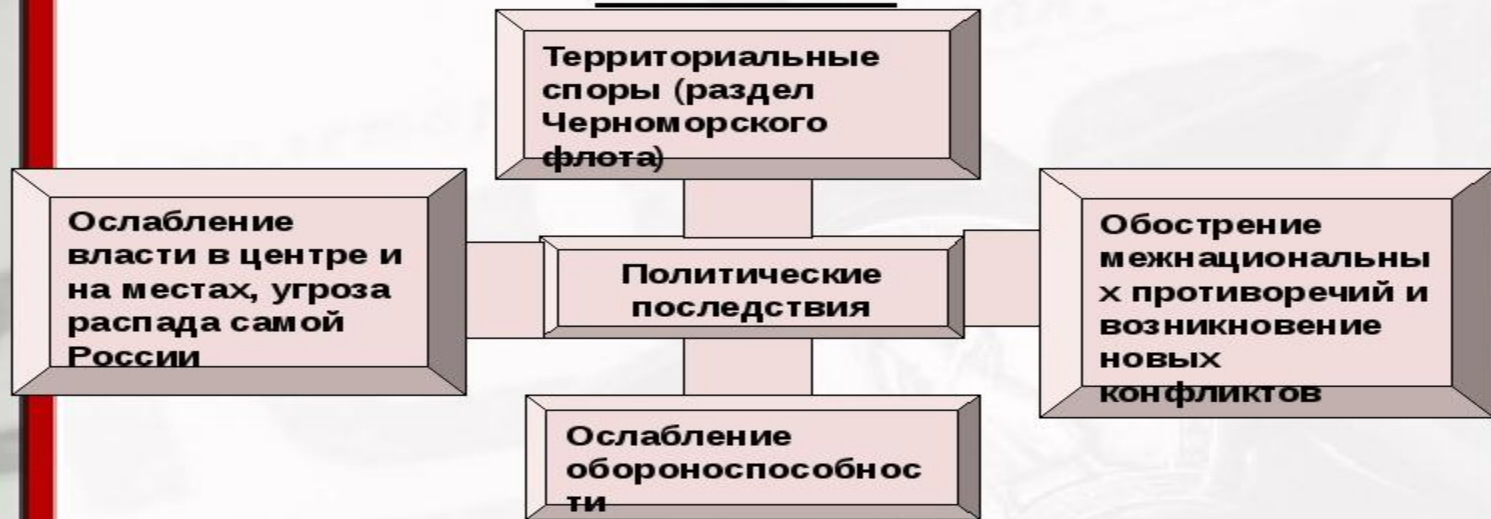 Территориальные
споры (раздел
Черноморского
флота)
Ослабление
власти в центре и
на местах, угроза
распада самой
России
Политические
последствия
Обострение
межнациональны
х противоречий и
возникновение
новых
конфликтов
Ослабление
обороноспособнос
ти